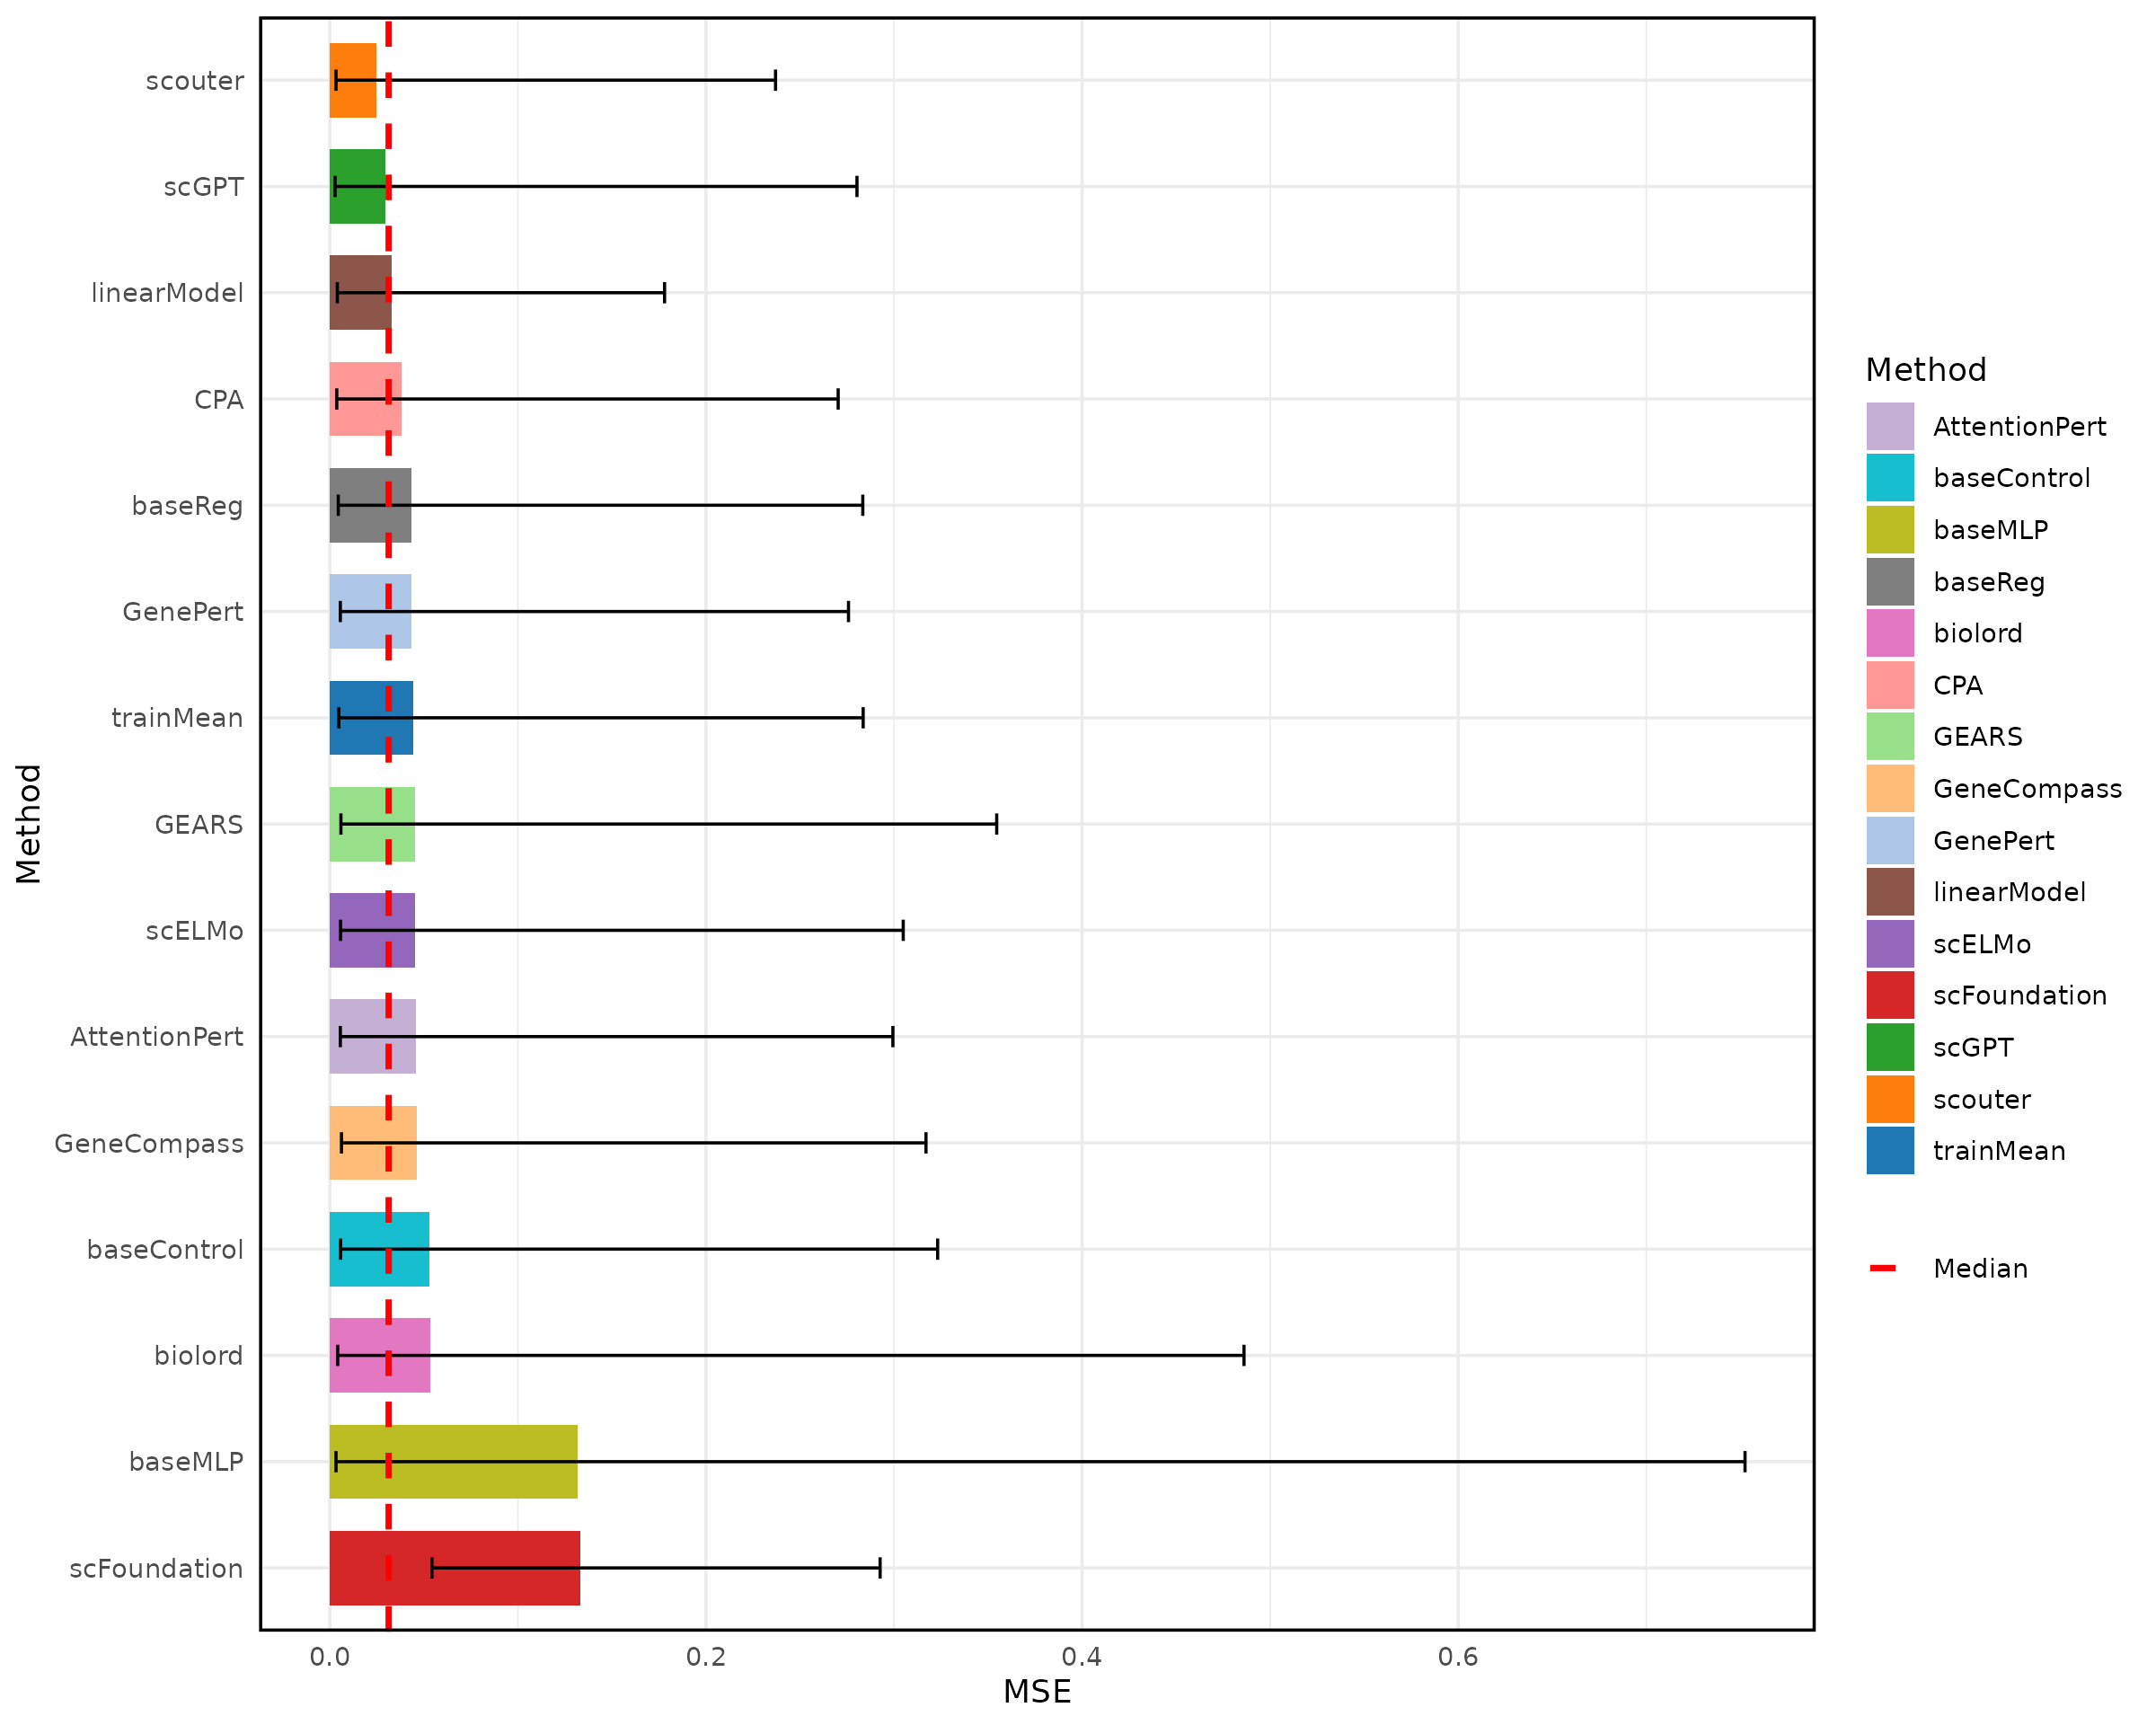 scouter
scGPT
linearModel
CPA
baseReg
GenePert
trainMean
GEARS
scELMo
AttentionPert
GeneCompass
baseControl
biolord
baseMLP
scFoundation
Method
0.0 0.2 0.4 0.6
MSE
Method
AttentionPert
baseControl
baseMLP
baseReg
biolord
CPA
GEARS
GeneCompass
GenePert
linearModel
scELMo
scFoundation
scGPT
scouter
trainMean
Median